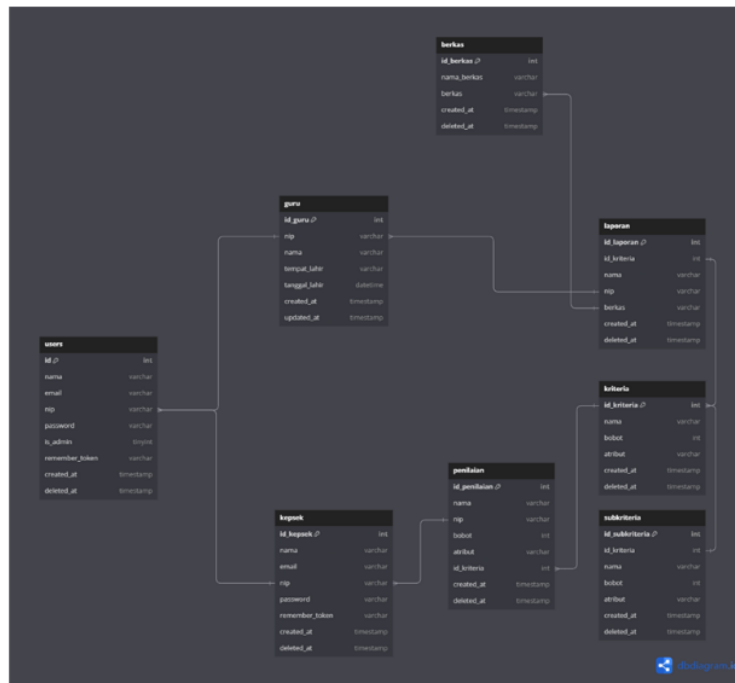 berkas
id_berkas int
nama_berkas varchar
berkas varchar
created_at timestamp
deleted_at timestamp
guru
id_guru int
nip varchar
nama varchar
tempat_lahir varchar
tanggal_lahir datetime
created_at timestamp
updated_at timestamp
laporan
id_laporan int
id_kriteria int
nama varchar
nip varchar
berkas varchar
created_at timestamp
deleted_at timestamp
users
id int
nama varchar
email varchar
nip varchar
password varchar
is_admin tinyint
remember_token varchar
created_at timestamp
deleted_at timestamp
kriteria
id_kriteria int
nama varchar
bobot int
atribut varchar
created_at timestamp
deleted_at timestamp
penilaian
id_penilaian int
nama varchar
nip varchar
bobot int
atribut varchar
id_kriteria int
created_at timestamp
deleted_at timestamp
kepsek
id_kepsek int
nama varchar
email varchar
nip varchar
password varchar
remember_token varchar
created_at timestamp
deleted_at timestamp
subkriteria
id_subkriteria int
id_kriteria int
nama varchar
bobot int
atribut varchar
created_at timestamp
deleted_at timestamp